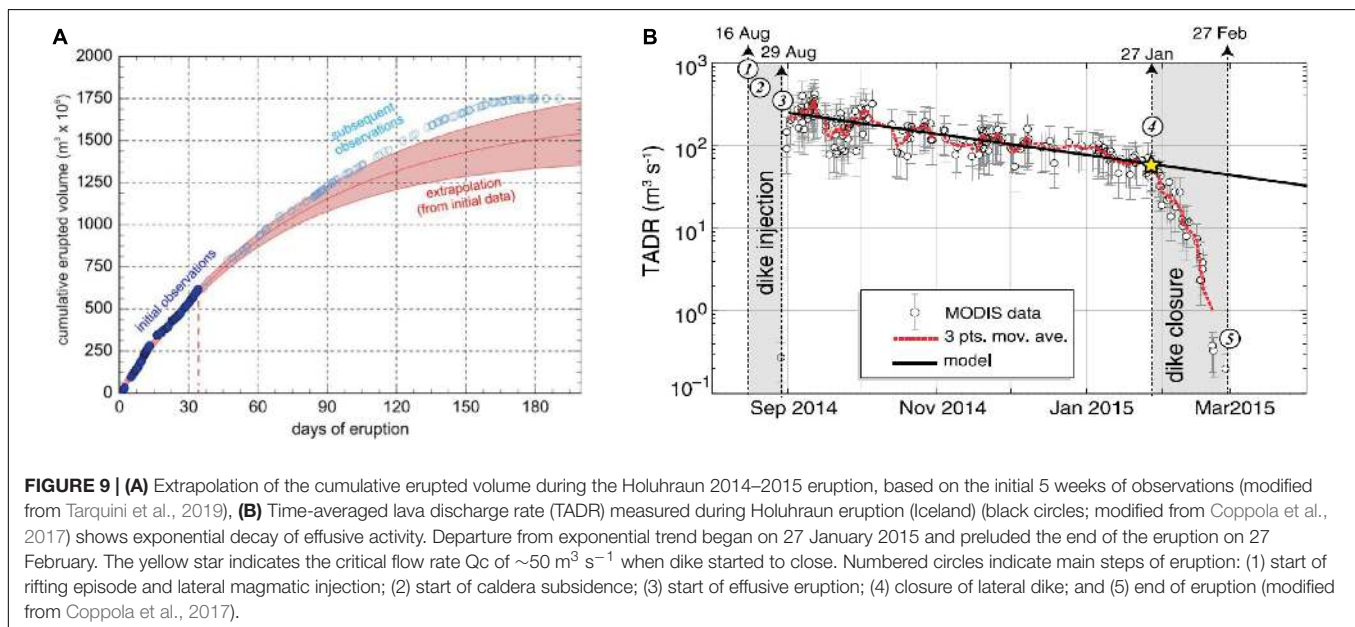 A
2000
1750
1500
1250
1000
750
500
250
0
cumulative erupted volume (m³ x 10⁶)
initial observations
subsequent observations
extrapolation
(from initial data)
0 30 60 90 120 150 180
days of eruption
B
16 Aug
29 Aug
27 Jan
27 Feb
1
2
3
4
5
10³
10²
10¹
10⁰
10⁻¹
TADR (m³ s⁻¹)
dike injection
dike closure
MODIS data
3 pts. mov. ave.
model
Sep 2014 Nov 2014 Jan 2015 Mar2015
FIGURE 9 | (A) Extrapolation of the cumulative erupted volume during the Holuhraun 2014–2015 eruption, based on the initial 5 weeks of observations (modified
from Tarquini et al., 2019), (B) Time-averaged lava discharge rate (TADR) measured during Holuhraun eruption (Iceland) (black circles; modified from Coppola et al.,
2017) shows exponential decay of effusive activity. Departure from exponential trend began on 27 January 2015 and preluded the end of the eruption on 27
February. The yellow star indicates the critical flow rate Qc of ~50 m³ s⁻¹ when dike started to close. Numbered circles indicate main steps of eruption: (1) start of
rifting episode and lateral magmatic injection; (2) start of caldera subsidence; (3) start of effusive eruption; (4) closure of lateral dike; and (5) end of eruption (modified
from Coppola et al., 2017).